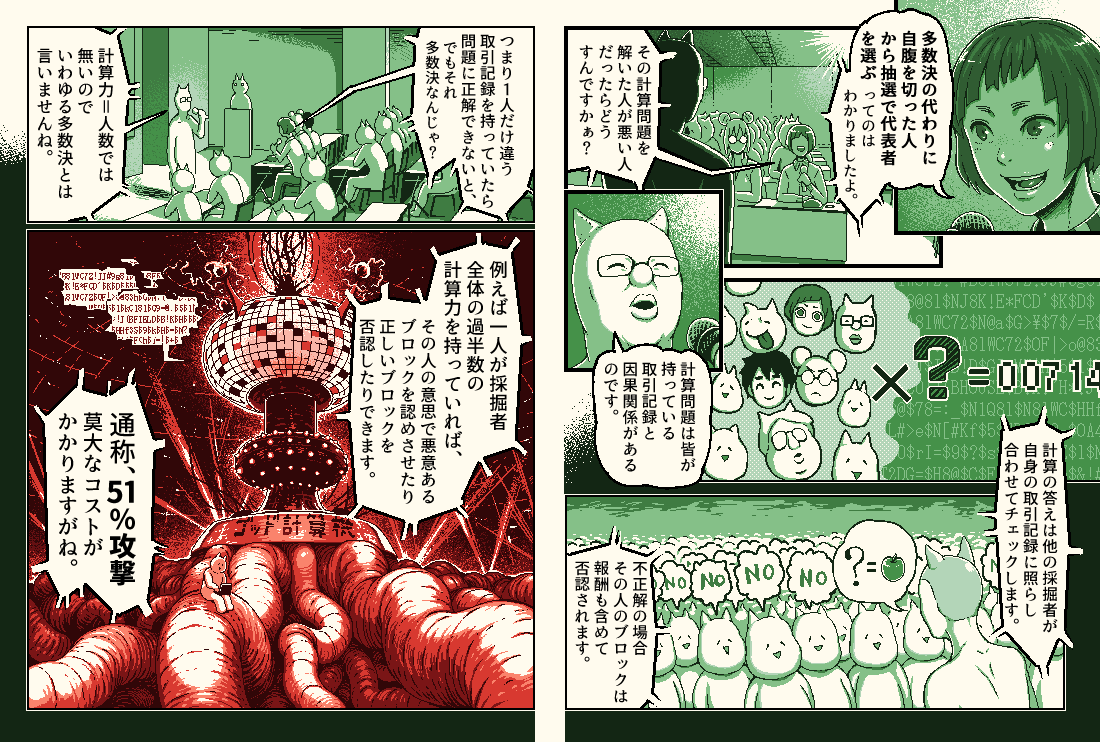 多数決の代わりに
自腹を切った人
から抽選で代表者
を選ぶ ってのは
わかりましたよ。
その計算問題を
解いた人が悪い人
だったらどう
すんですかぁ?
計算問題は皆が
持っている
取引記録と
因果関係がある
のです。
×?=00714
計算の答えは他の採掘者が
自身の取引記録に照らし
合わせてチェックします。
?=
NO
NO
NO
NO
不正解の場合
その人のブロックは
報酬も含めて
否認されます。
つまり1人だけ違う
取引記録を持っていたら
問題に正解できないと、
でもそれ
多数決なんじゃ?
計算力=人数では
無いので
いわゆる多数決とは
言いませんね。
例えば一人が採掘者
全体の過半数の
計算力を持っていれば、
その人の意思で悪意ある
ブロックを認めさせたり
正しいブロックを
否認したりできます。
ゴッド計算機
通称、51%攻撃
莫大なコストが
かかりますがね。